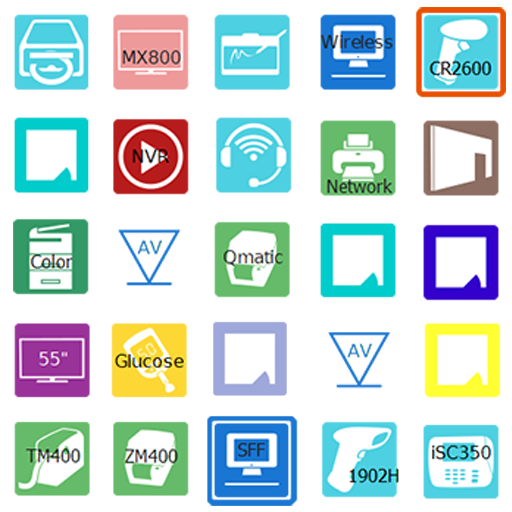 MX800
Wireless
CR2600
NVR
Network
Color
AV
Qmatic
55"
Glucose
AV
TM400
ZM400
SFF
1902H
iSC350